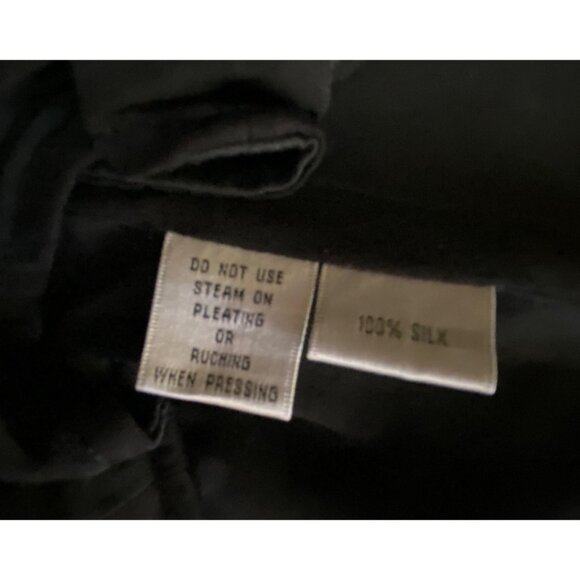 DO NOT USE
STEAM ON
PLEATING
OR
RUCHING
WHEN PRESSING
100% SILK